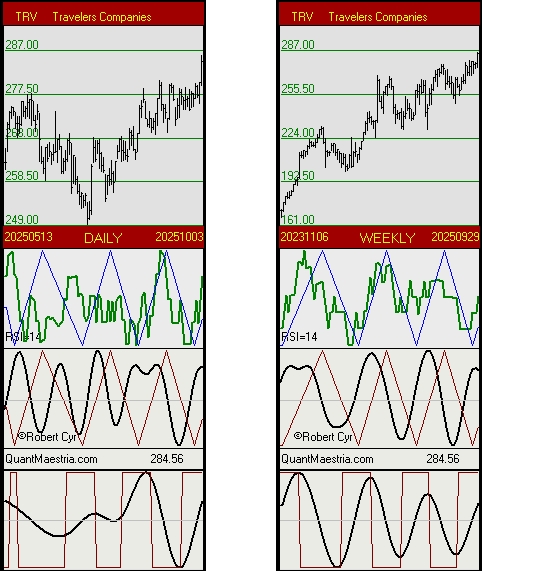 TRV Travelers Companies
287.00
277.50
268.00
258.50
249.00
20250513 DAILY 20251003
RSI=14
©Robert Cyr
QuantMaestria.com 284.56
TRV Travelers Companies
287.00
255.50
224.00
192.50
161.00
20231106 WEEKLY 20250929
RSI=14
©Robert Cyr
QuantMaestria.com 284.56